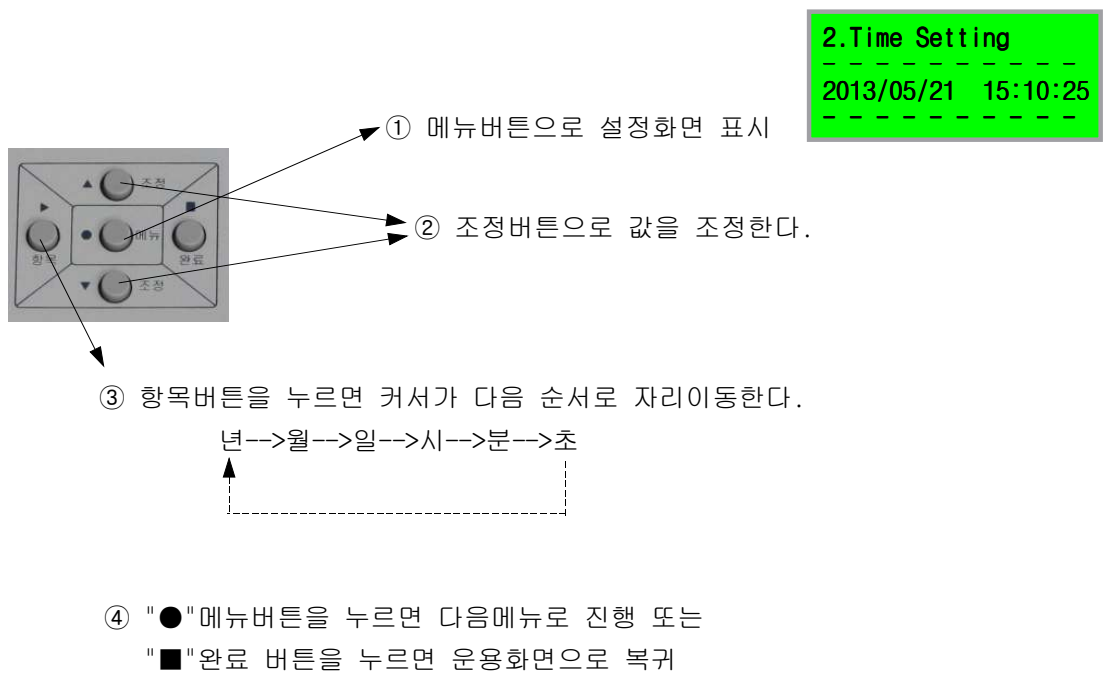 2.Time Setting
- - - - - - - - - -
2013/05/21 15:10:25
- - - - - - - - - -
① 메뉴버튼으로 설정화면 표시
▲ 조정
▶ ■
● 메뉴
항목 완료
▼ 조정
② 조정버튼으로 값을 조정한다.
③ 항목버튼을 누르면 커서가 다음 순서로 자리이동한다.
년-->월-->일-->시-->분-->초
④ "●"메뉴버튼을 누르면 다음메뉴로 진행 또는
"■"완료 버튼을 누르면 운용화면으로 복귀